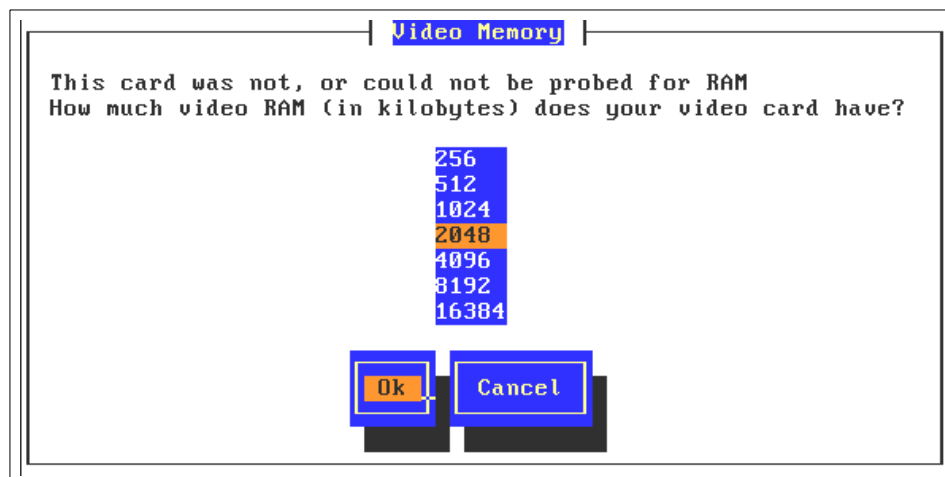 Video Memory
This card was not, or could not be probed for RAM
How much video RAM (in kilobytes) does your video card have?
256
512
1024
2048
4096
8192
16384
Ok
Cancel